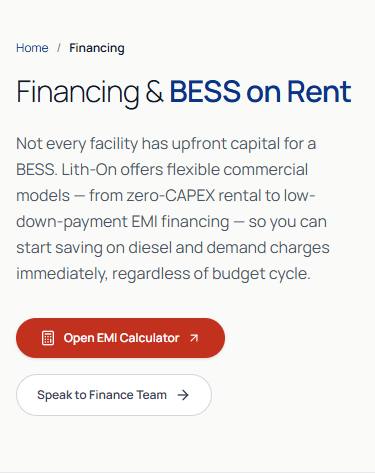 Home / Financing
Financing & BESS on Rent
Not every facility has upfront capital for a
BESS. Lith-On offers flexible commercial
models — from zero-CAPEX rental to low-
down-payment EMI financing — so you can
start saving on diesel and demand charges
immediately, regardless of budget cycle.
Open EMI Calculator
Speak to Finance Team